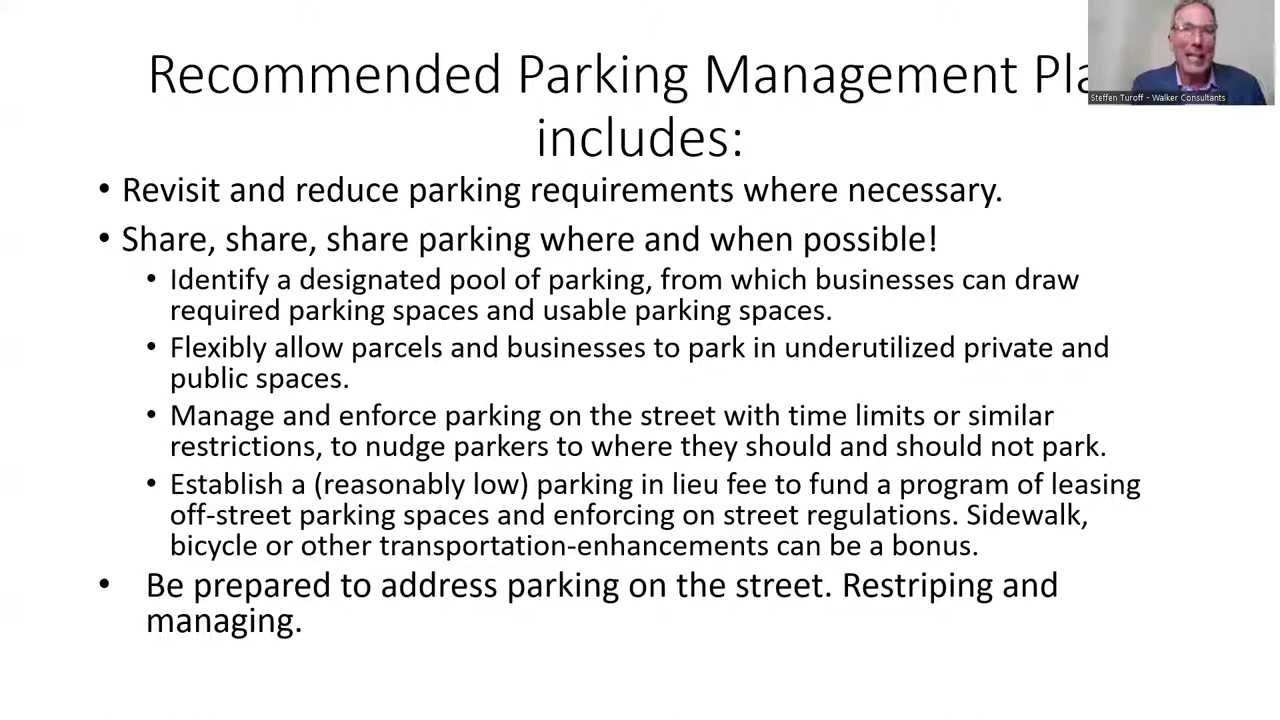 Recommended Parking Management Pla
includes:
• Revisit and reduce parking requirements where necessary.
• Share, share, share parking where and when possible!
• Identify a designated pool of parking, from which businesses can draw
required parking spaces and usable parking spaces.
• Flexibly allow parcels and businesses to park in underutilized private and
public spaces.
• Manage and enforce parking on the street with time limits or similar
restrictions, to nudge parkers to where they should and should not park.
• Establish a (reasonably low) parking in lieu fee to fund a program of leasing
off-street parking spaces and enforcing on street regulations. Sidewalk,
bicycle or other transportation-enhancements can be a bonus.
• Be prepared to address parking on the street. Restriping and
managing.
Steffen Turoff - Walker Consultants